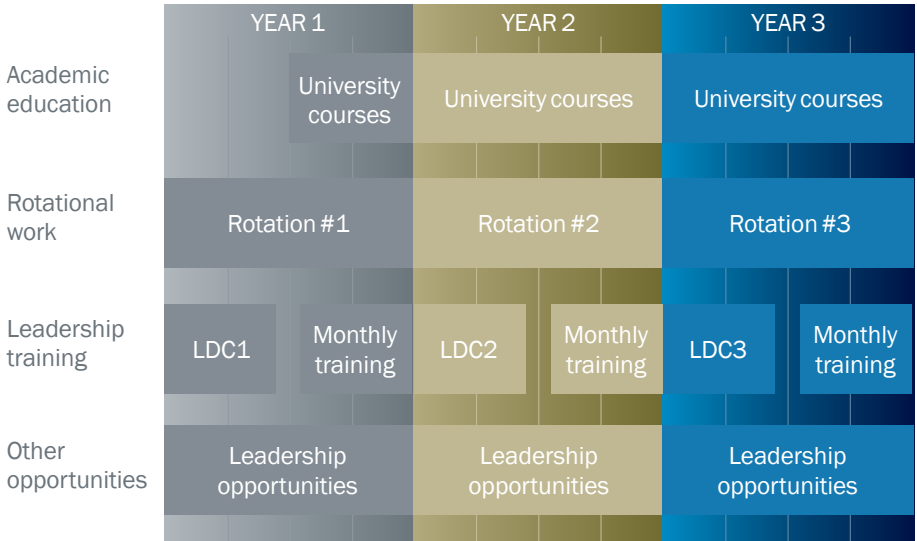 YEAR 1
YEAR 2
YEAR 3
Academic
education
University
courses
University courses
University courses
Rotational
work
Rotation #1
Rotation #2
Rotation #3
Leadership
training
LDC1
Monthly
training
LDC2
Monthly
training
LDC3
Monthly
training
Other
opportunities
Leadership
opportunities
Leadership
opportunities
Leadership
opportunities